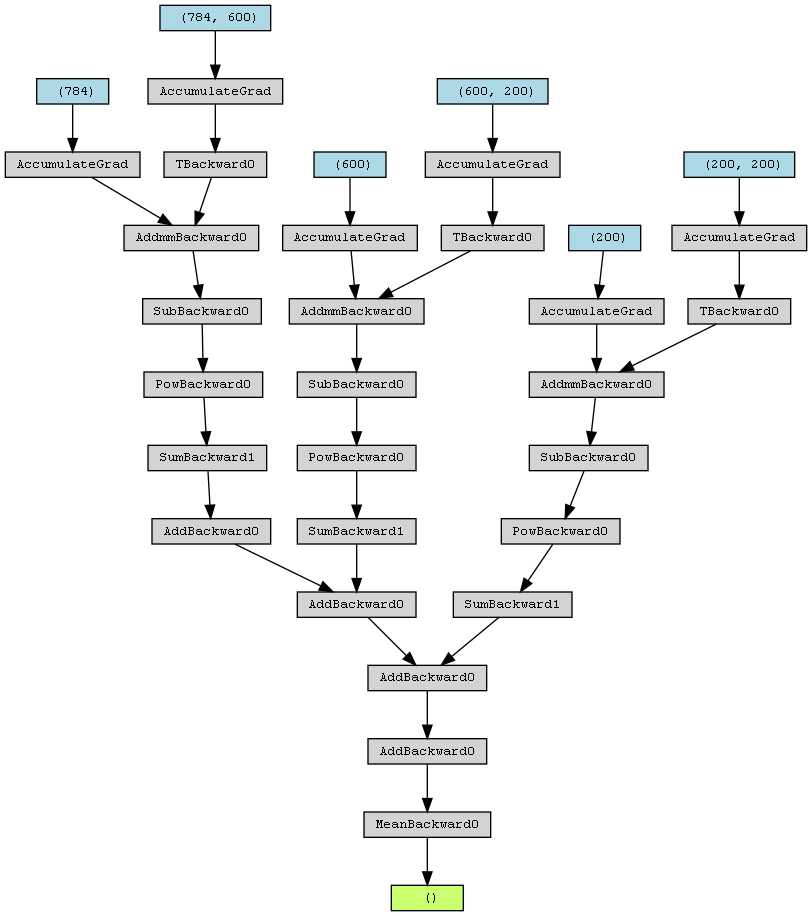 (784, 600)
(784)
AccumulateGrad
(600, 200)
AccumulateGrad
TBackward0
(600)
AccumulateGrad
(200, 200)
AddmmBackward0
AccumulateGrad
TBackward0
(200)
AccumulateGrad
SubBackward0
AddmmBackward0
AccumulateGrad
TBackward0
PowBackward0
SubBackward0
AddmmBackward0
SumBackward1
PowBackward0
SubBackward0
AddBackward0
SumBackward1
PowBackward0
AddBackward0
SumBackward1
AddBackward0
AddBackward0
MeanBackward0
()